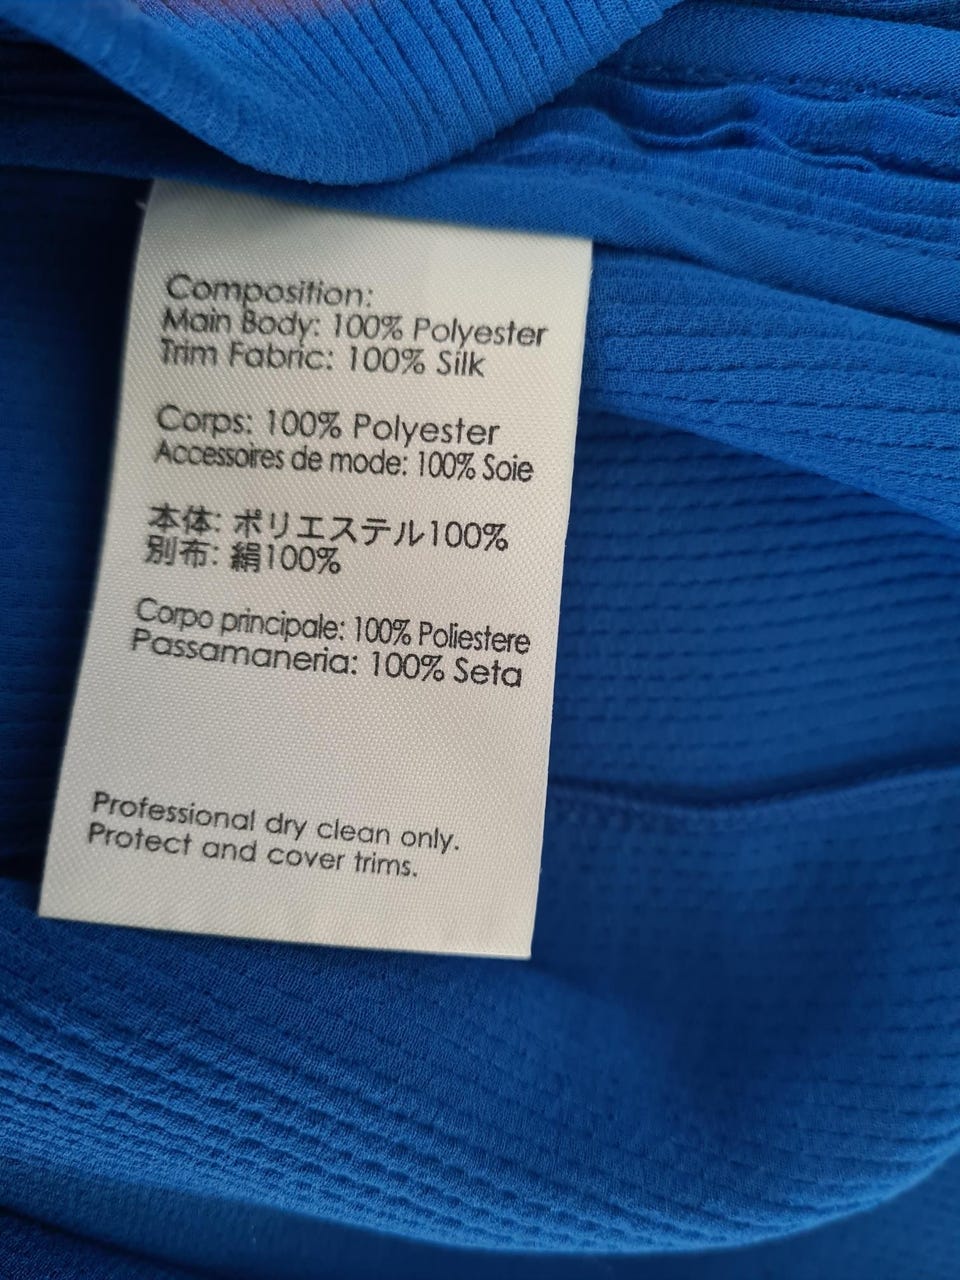 Composition:
Main Body: 100% Polyester
Trim Fabric: 100% Silk
Corps: 100% Polyester
Accessoires de mode: 100% Soie
本体: ポリエステル100%
別布: 絹100%
Corpo principale: 100% Poliestere
Passamaneria: 100% Seta
Professional dry clean only.
Protect and cover trims.